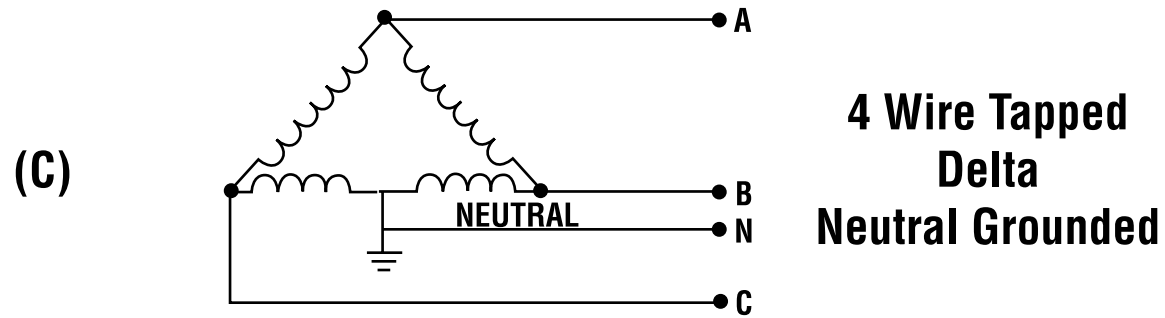 A
(C)
4 Wire Tapped
Delta
Neutral Grounded
B
NEUTRAL
N
C